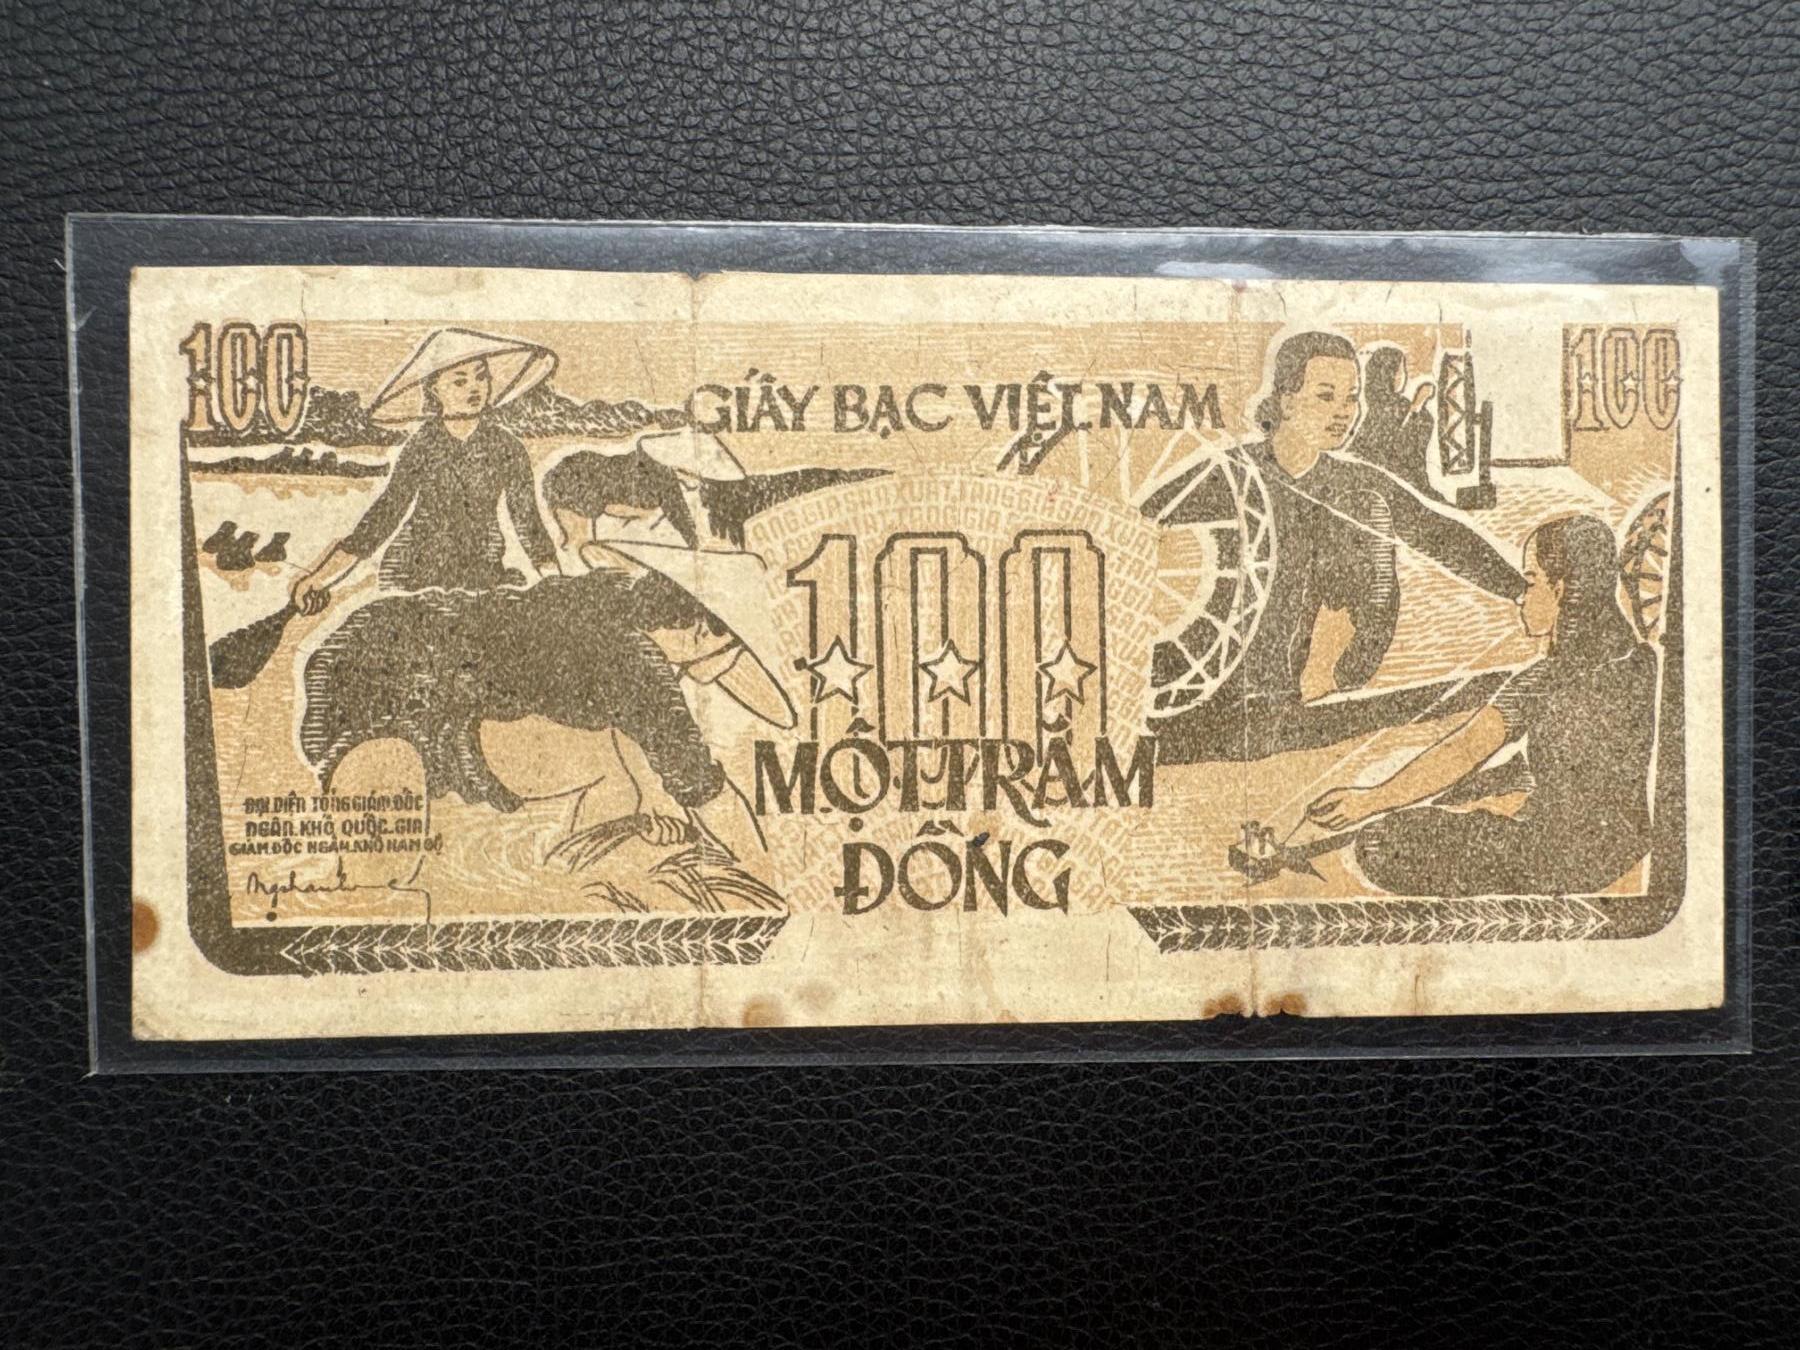 100
100
GIẤY BẠC VIỆT.NAM
100
MỘT TRĂM
ĐỒNG
ĐẠI DIỆN TỔNG GIÁM ĐỐC
NGÂN.KHỐ QUỐC.GIA
GIÁM ĐỐC NGÂN.KHỐ NAM BỘ